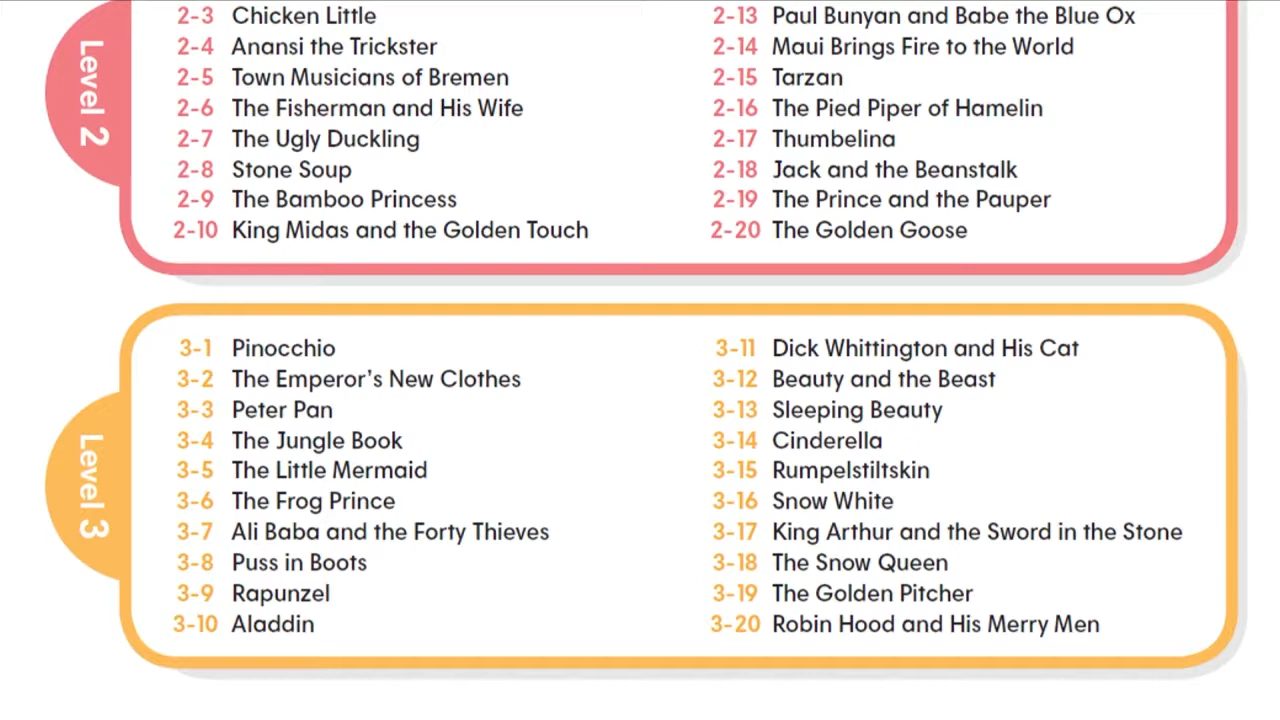 Level 2
2-3 Chicken Little
2-4 Anansi the Trickster
2-5 Town Musicians of Bremen
2-6 The Fisherman and His Wife
2-7 The Ugly Duckling
2-8 Stone Soup
2-9 The Bamboo Princess
2-10 King Midas and the Golden Touch
2-13 Paul Bunyan and Babe the Blue Ox
2-14 Maui Brings Fire to the World
2-15 Tarzan
2-16 The Pied Piper of Hamelin
2-17 Thumbelina
2-18 Jack and the Beanstalk
2-19 The Prince and the Pauper
2-20 The Golden Goose
Level 3
3-1 Pinocchio
3-2 The Emperor’s New Clothes
3-3 Peter Pan
3-4 The Jungle Book
3-5 The Little Mermaid
3-6 The Frog Prince
3-7 Ali Baba and the Forty Thieves
3-8 Puss in Boots
3-9 Rapunzel
3-10 Aladdin
3-11 Dick Whittington and His Cat
3-12 Beauty and the Beast
3-13 Sleeping Beauty
3-14 Cinderella
3-15 Rumpelstiltskin
3-16 Snow White
3-17 King Arthur and the Sword in the Stone
3-18 The Snow Queen
3-19 The Golden Pitcher
3-20 Robin Hood and His Merry Men